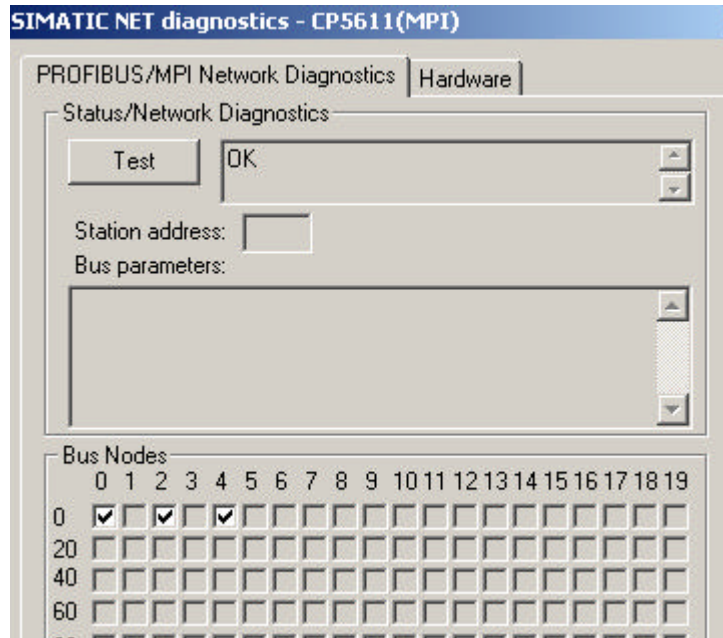 SIMATIC NET diagnostics - CP5611(MPI)
PROFIBUS/MPI Network Diagnostics Hardware
Status/Network Diagnostics
Test OK
Station address:
Bus parameters:
Bus Nodes
0 1 2 3 4 5 6 7 8 9 10 11 12 13 14 15 16 17 18 19
0
20
40
60